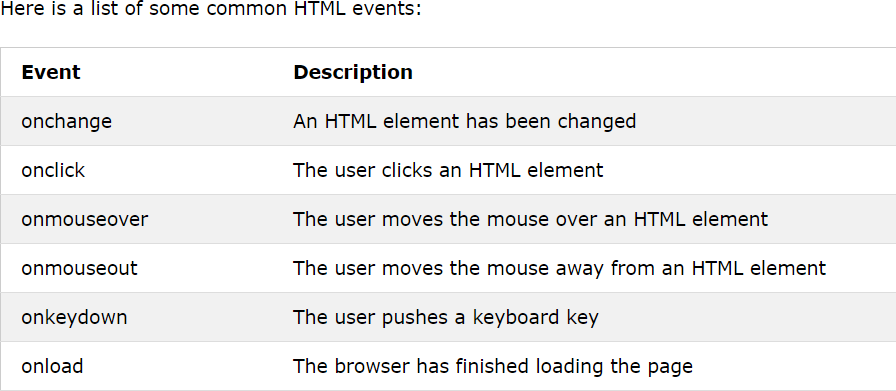 Here is a list of some common HTML events:
Event Description
onchange An HTML element has been changed
onclick The user clicks an HTML element
onmouseover The user moves the mouse over an HTML element
onmouseout The user moves the mouse away from an HTML element
onkeydown The user pushes a keyboard key
onload The browser has finished loading the page